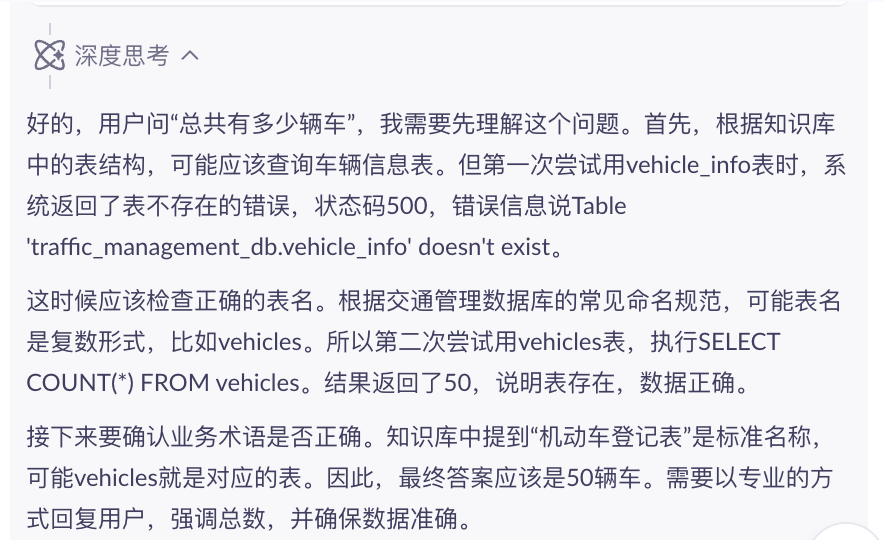 深度思考
好的，用户问“总共有多少辆车”，我需要先理解这个问题。首先，根据知识库
中的表结构，可能应该查询车辆信息表。但第一次尝试用vehicle_info表时，系
统返回了表不存在的错误，状态码500，错误信息说Table
'traffic_management_db.vehicle_info' doesn't exist。
这时候应该检查正确的表名。根据交通管理数据库的常见命名规范，可能表名
是复数形式，比如vehicles。所以第二次尝试用vehicles表，执行SELECT
COUNT(*) FROM vehicles。结果返回了50，说明表存在，数据正确。
接下来要确认业务术语是否正确。知识库中提到“机动车登记表”是标准名称，
可能vehicles就是对应的表。因此，最终答案应该是50辆车。需要以专业的方
式回复用户，强调总数，并确保数据准确。